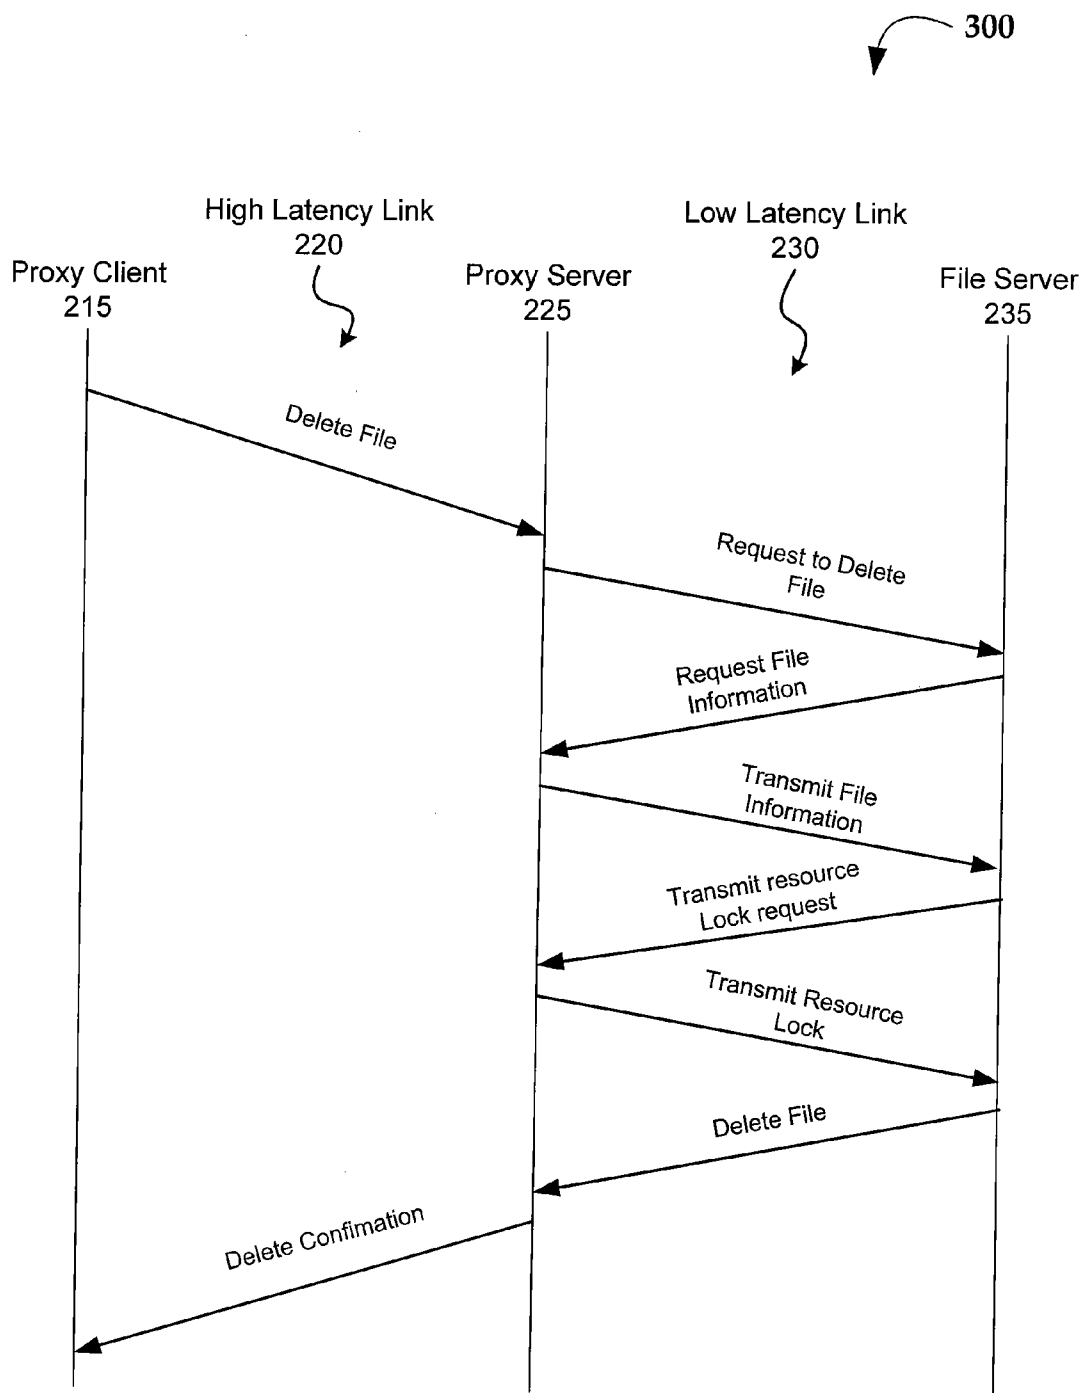 300
High Latency Link
220
Low Latency Link
230
Proxy Client
215
Proxy Server
225
File Server
235
Delete File
Request to Delete
File
Request File
Information
Transmit File
Information
Transmit resource
Lock request
Transmit Resource
Lock
Delete File
Delete Confimation